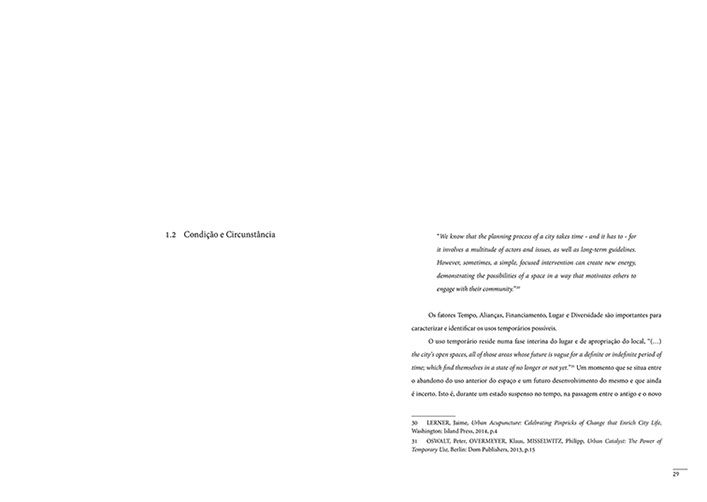 1.2 Condição e Circunstância
"We know that the planning process of a city takes time - and it has to - for
it involves a multitude of actors and issues, as well as long-term guidelines.
However, sometimes, a simple, focused intervention can create new energy,
demonstrating the possibilities of a space in a way that motivates others to
engage with their community."³⁰
Os fatores Tempo, Alianças, Financiamento, Lugar e Diversidade são importantes para
caracterizar e identificar os usos temporários possíveis.
O uso temporário reside numa fase interina do lugar e de apropriação do local, "(…)
the city's open spaces, all of those areas whose future is vague for a definite or indefinite period of
time; which find themselves in a state of no longer or not yet."³¹ Um momento que se situa entre
o abandono do uso anterior do espaço e um futuro desenvolvimento do mesmo e que ainda
é incerto. Isto é, durante um estado suspenso no tempo, na passagem entre o antigo e o novo
30 LERNER, Jaime, Urban Acupuncture: Celebrating Pinpricks of Change that Enrich City Life,
Washington: Island Press, 2014, p.4
31 OSWALT, Peter, OVERMEYER, Klaus, MISSELWITZ, Philipp, Urban Catalyst: The Power of
Temporary Use, Berlin: Dom Publishers, 2013, p.15
29